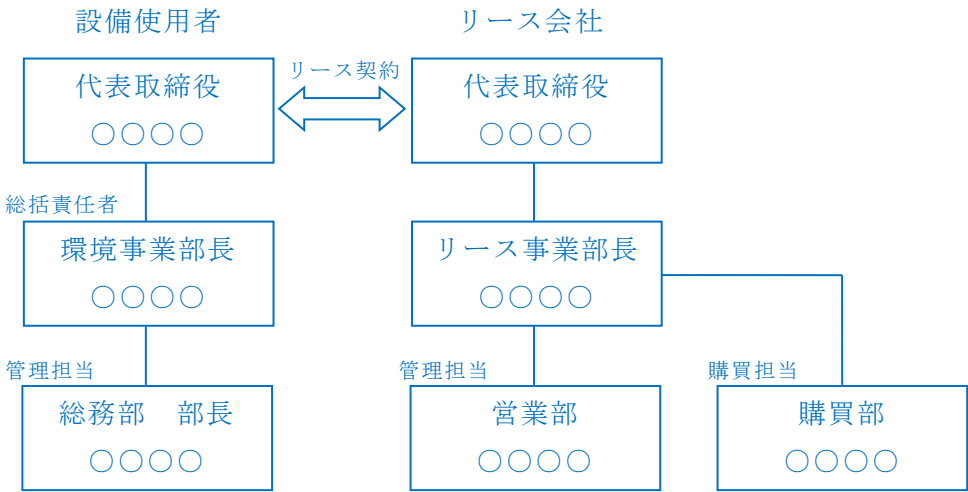 設備使用者
リース会社
代表取締役
〇〇〇〇
リース契約
代表取締役
〇〇〇〇
総括責任者
環境事業部長
〇〇〇〇
リース事業部長
〇〇〇〇
管理担当
総務部　部長
〇〇〇〇
管理担当
営業部
〇〇〇〇
購買担当
購買部
〇〇〇〇